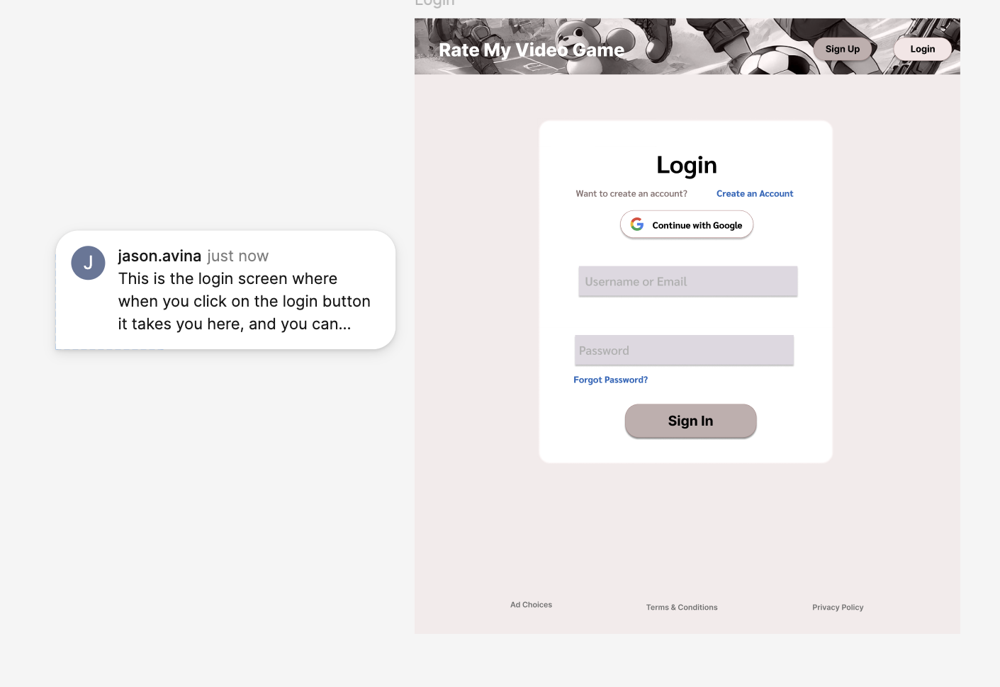 Login
Rate My Video Game
Sign Up
Login
Login
Want to create an account?
Create an Account
Continue with Google
J
jason.avina just now
This is the login screen where
when you click on the login button
it takes you here, and you can...
Username or Email
Password
Forgot Password?
Sign In
Ad Choices
Terms & Conditions
Privacy Policy